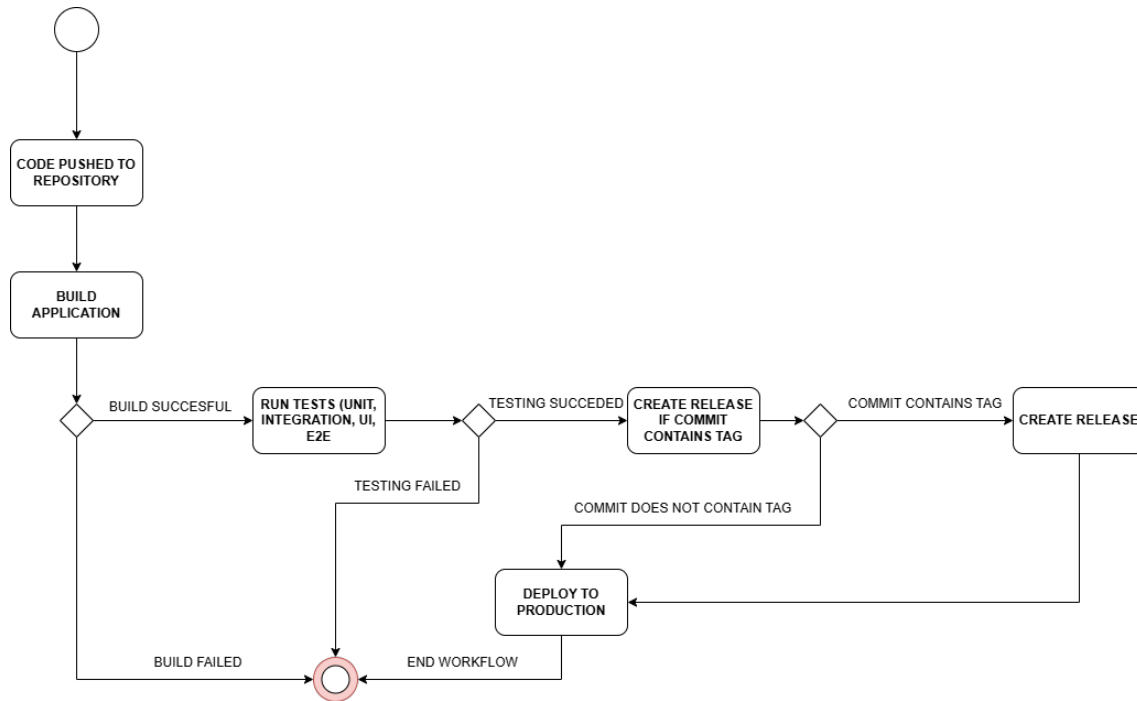 CODE PUSHED TO
REPOSITORY
BUILD
APPLICATION
BUILD SUCCESFUL
RUN TESTS (UNIT,
INTEGRATION, UI,
E2E
TESTING SUCCEDED
CREATE RELEASE
IF COMMIT
CONTAINS TAG
COMMIT CONTAINS TAG
CREATE RELEASE
TESTING FAILED
COMMIT DOES NOT CONTAIN TAG
DEPLOY TO
PRODUCTION
BUILD FAILED
END WORKFLOW